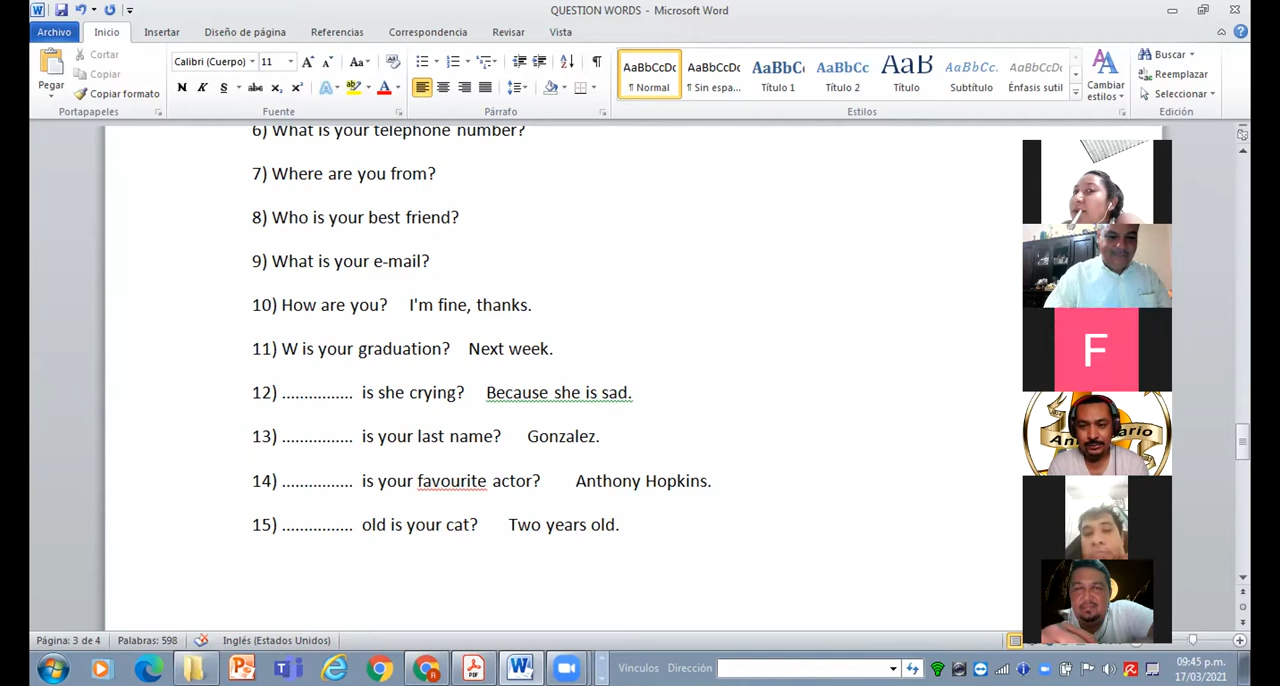 QUESTION WORDS - Microsoft Word
Archivo Inicio Insertar Diseño de página Referencias Correspondencia Revisar Vista
Pegar
Cortar
Copiar
Copiar formato
Portapapeles
Calibri (Cuerpo) 11
Fuente
Párrafo
AaBbCcDc AaBbCcDc AaBbC AaBbCc AaB AaBbCc. AaBbCcDc
¶ Normal ¶ Sin espa... Título 1 Título 2 Título Subtítulo Énfasis sutil
Estilos
Cambiar estilos
Buscar
Reemplazar
Seleccionar
Edición
6) What is your telephone number?
7) Where are you from?
8) Who is your best friend?
9) What is your e-mail?
10) How are you? I'm fine, thanks.
11) W is your graduation? Next week.
12) ................ is she crying? Because she is sad.
13) ................ is your last name? Gonzalez.
14) ................ is your favourite actor? Anthony Hopkins.
15) ................ old is your cat? Two years old.
F
Página: 3 de 4 Palabras: 598 Inglés (Estados Unidos)
Vínculos Dirección
09:45 p.m.
17/03/2021